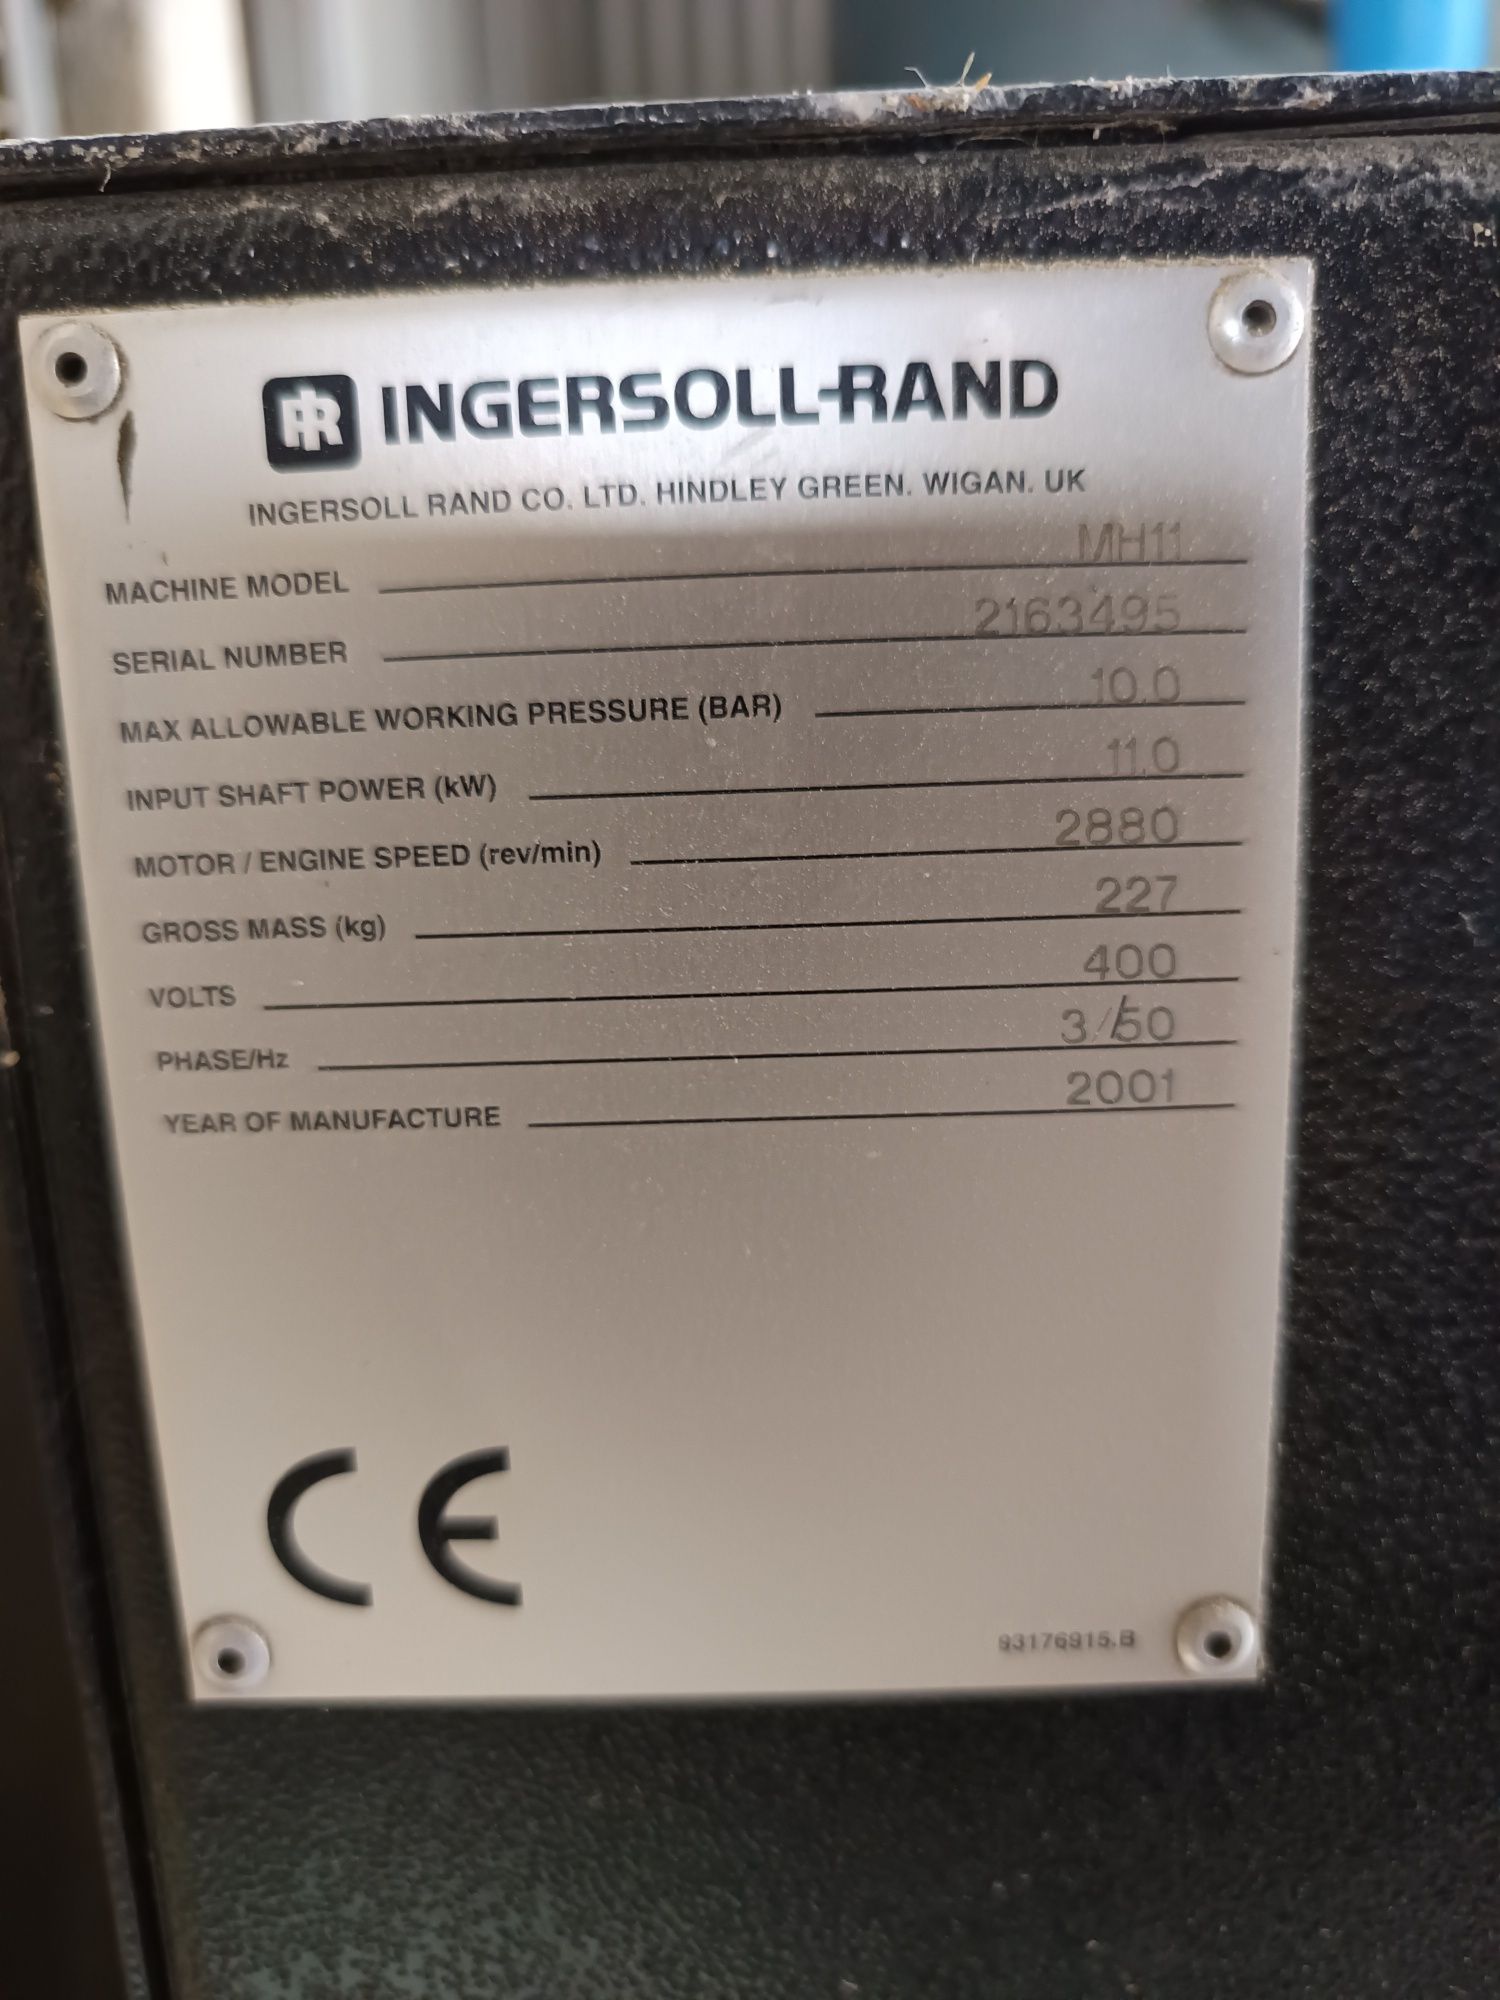 IR INGERSOLL-RAND
INGERSOLL RAND CO. LTD. HINDLEY GREEN. WIGAN. UK
MACHINE MODEL MH11
SERIAL NUMBER 2163495
MAX ALLOWABLE WORKING PRESSURE (BAR) 10.0
INPUT SHAFT POWER (kW) 11.0
MOTOR / ENGINE SPEED (rev/min) 2880
GROSS MASS (kg) 227
VOLTS 400
PHASE/Hz 3/50
YEAR OF MANUFACTURE 2001
CE
93176915.B